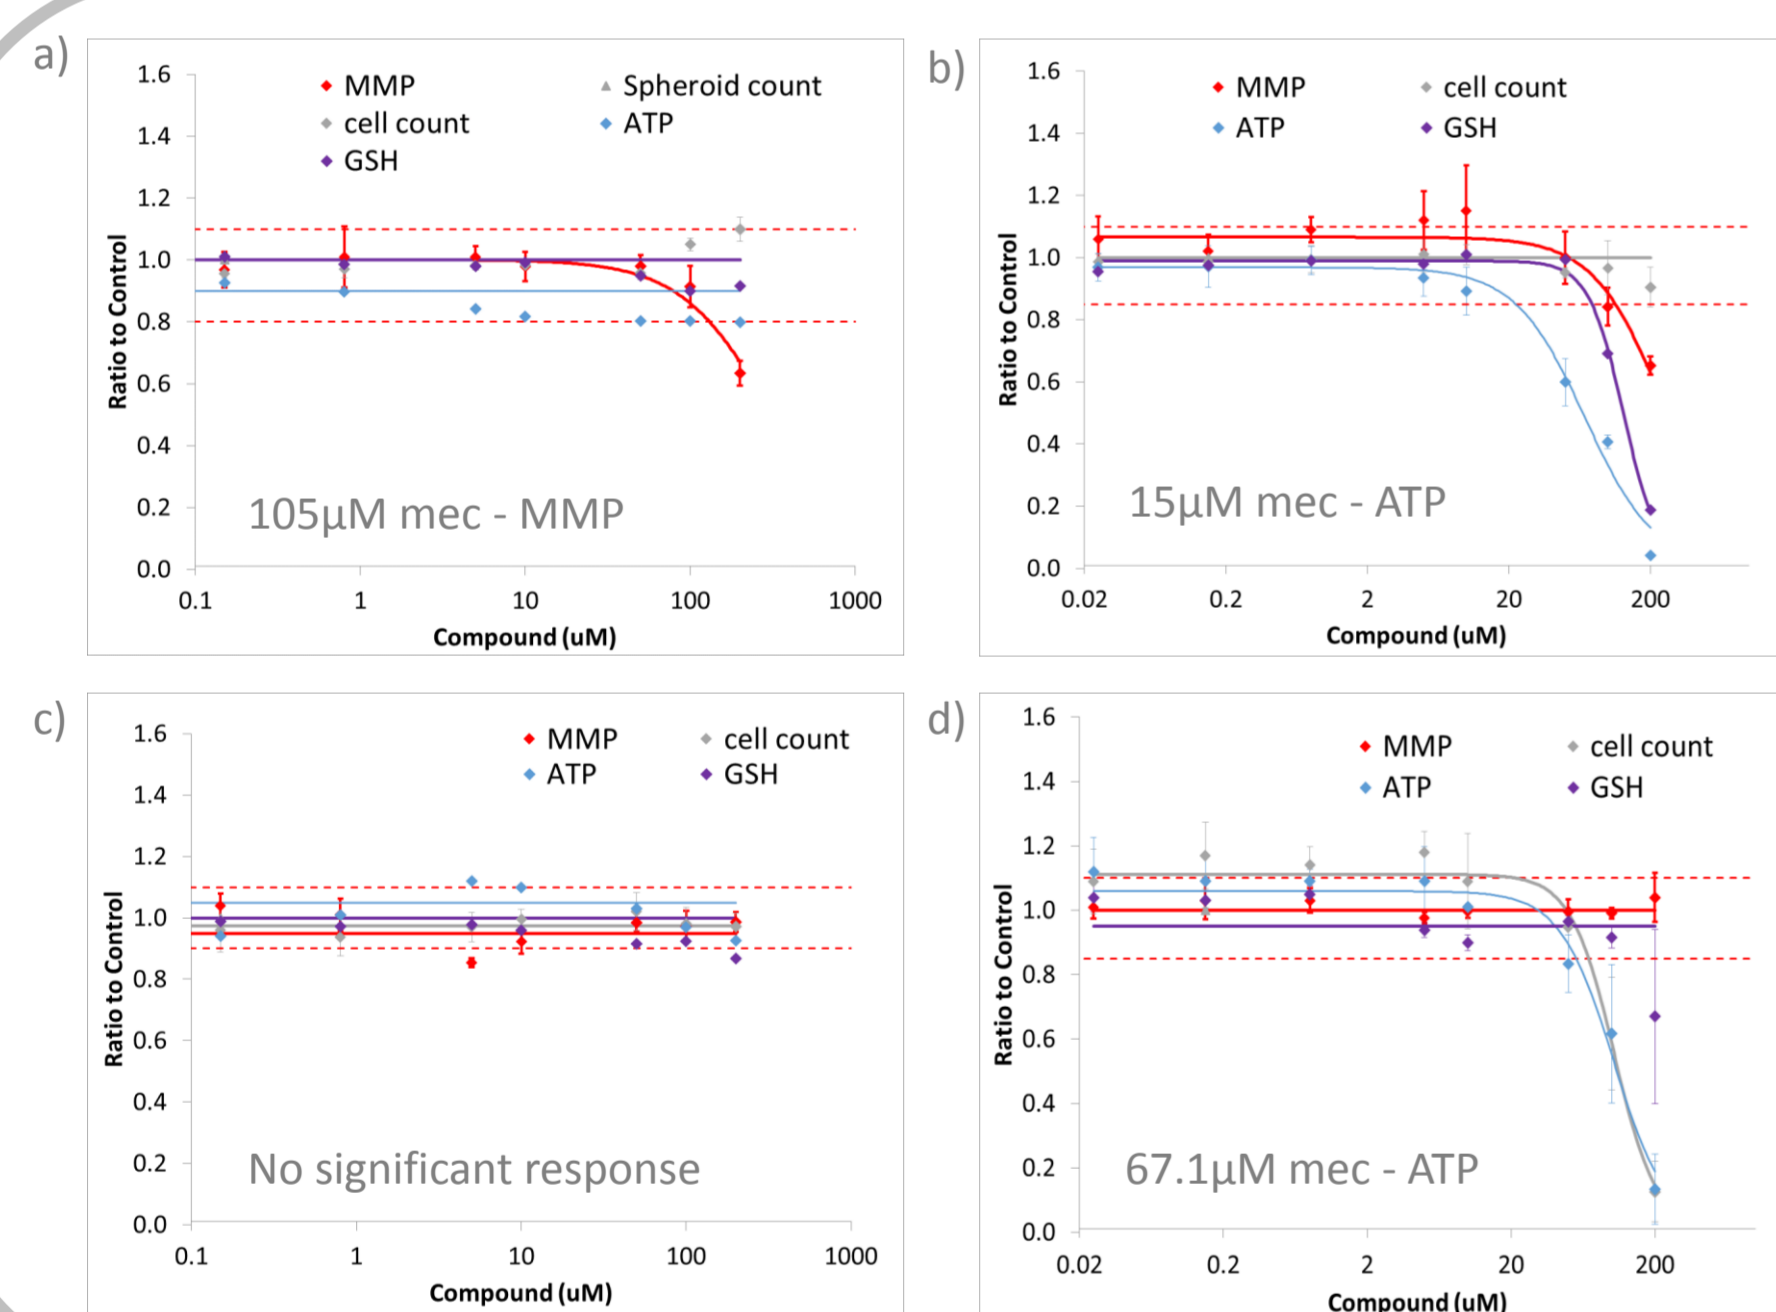 a)
1.6
1.4
1.2
1.0
0.8
0.6
0.4
0.2
0.0
Ratio to Control
MMP
Spheroid count
cell count
ATP
GSH
105µM mec - MMP
0.1
1
10
100
1000
Compound (uM)
b)
1.6
1.4
1.2
1.0
0.8
0.6
0.4
0.2
0.0
Ratio to Control
MMP
cell count
ATP
GSH
15µM mec - ATP
0.02
0.2
2
20
200
Compound (uM)
c)
1.6
1.4
1.2
1.0
0.8
0.6
0.4
0.2
0.0
Ratio to Control
MMP
cell count
ATP
GSH
No significant response
0.1
1
10
100
1000
Compound (uM)
d)
1.6
1.4
1.2
1.0
0.8
0.6
0.4
0.2
0.0
Ratio to Control
MMP
cell count
ATP
GSH
67.1µM mec - ATP
0.02
0.2
2
20
200
Compound (uM)